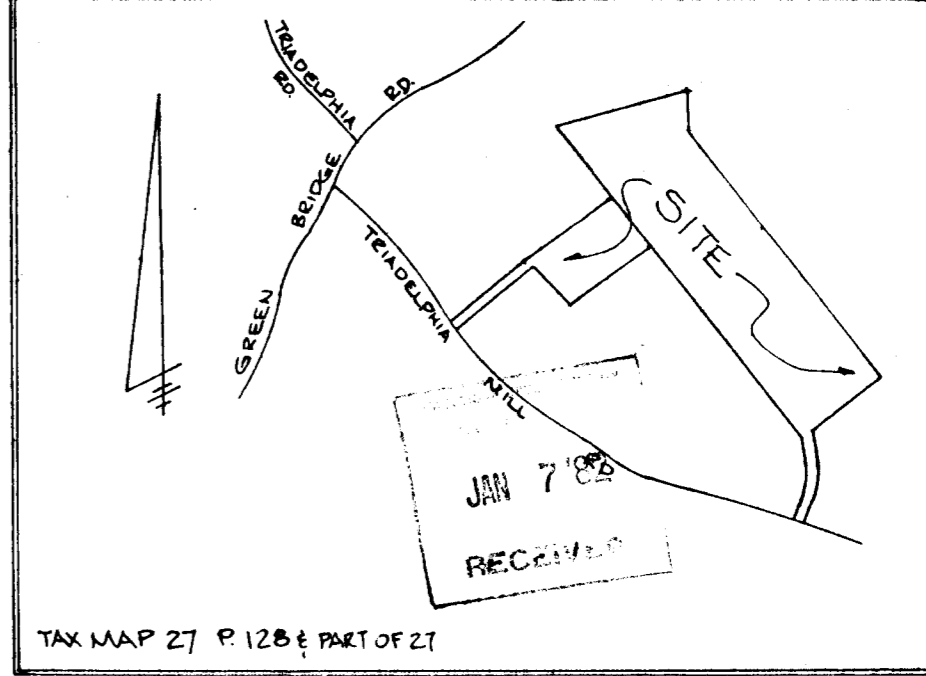 TRIADELPHIA
RD.
GREEN BRIDGE RD.
TRIADELPHIA MILL RD
SITE
JAN 7 '82
RECEIVED
TAX MAP 27 P. 128 & PART OF 27